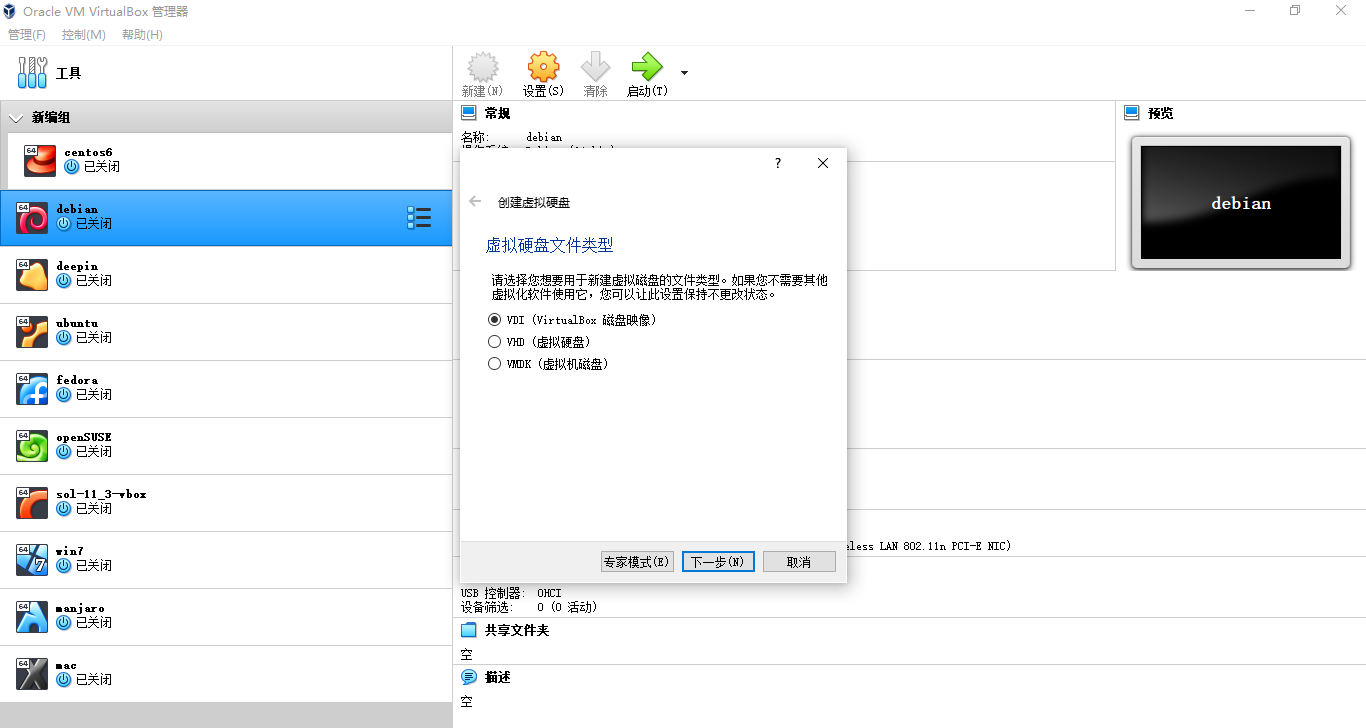 Oracle VM VirtualBox 管理器
管理(F) 控制(M) 帮助(H)
工具
新建(N) 设置(S) 清除 启动(T)
新编组
64
centos6
已关闭
64
debian
已关闭
64
deepin
已关闭
64
ubuntu
已关闭
64
fedora
已关闭
64
openSUSE
已关闭
64
sol-11_3-vbox
已关闭
64
win7
已关闭
64
manjaro
已关闭
64
mac
已关闭
常规
名称: debian
预览
debian
?
创建虚拟硬盘
虚拟硬盘文件类型
请选择您想要用于新建虚拟磁盘的文件类型。如果您不需要其他
虚拟化软件使用它，您可以让此设置保持不更改状态。
VDI (VirtualBox 磁盘映像)
VHD (虚拟硬盘)
VMDK (虚拟机磁盘)
专家模式(E) 下一步(N) 取消
eless LAN 802.11n PCI-E NIC)
USB 控制器: OHCI
设备筛选: 0 (0 活动)
共享文件夹
空
描述
空